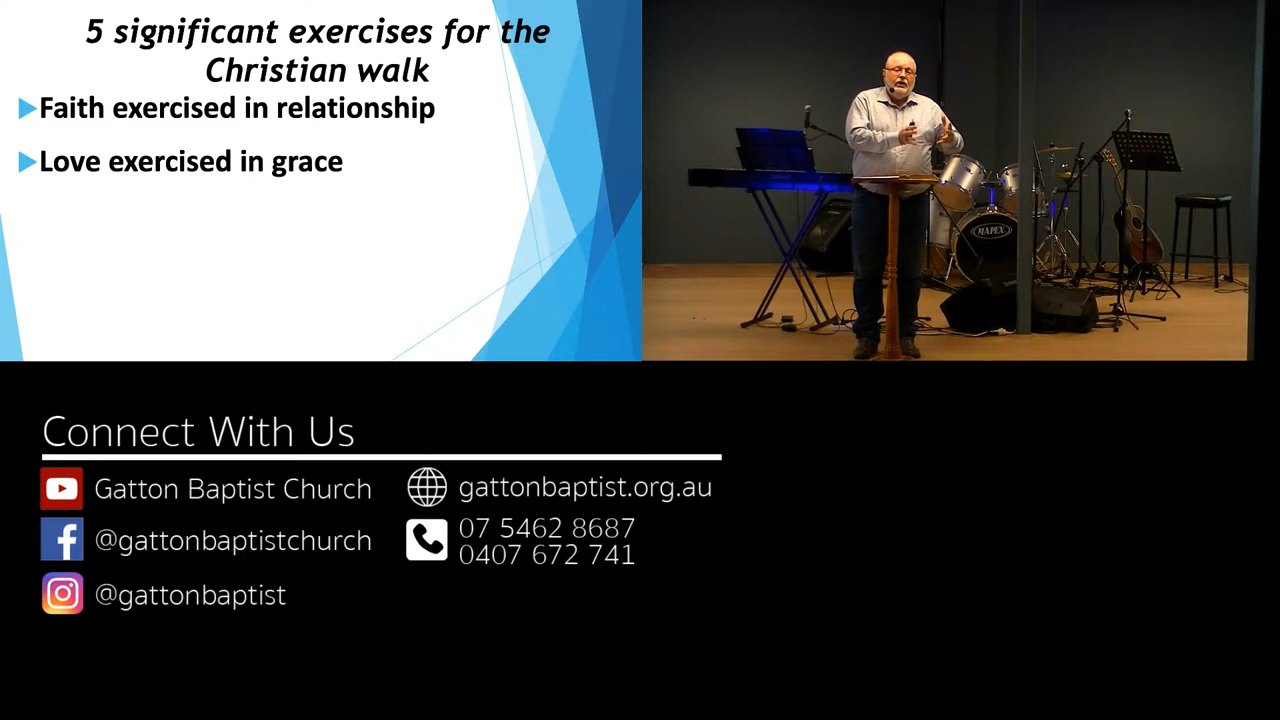 5 significant exercises for the
Christian walk
Faith exercised in relationship
Love exercised in grace
MAPEX
Connect With Us
Gatton Baptist Church
@gattonbaptistchurch
@gattonbaptist
gattonbaptist.org.au
07 5462 8687
0407 672 741